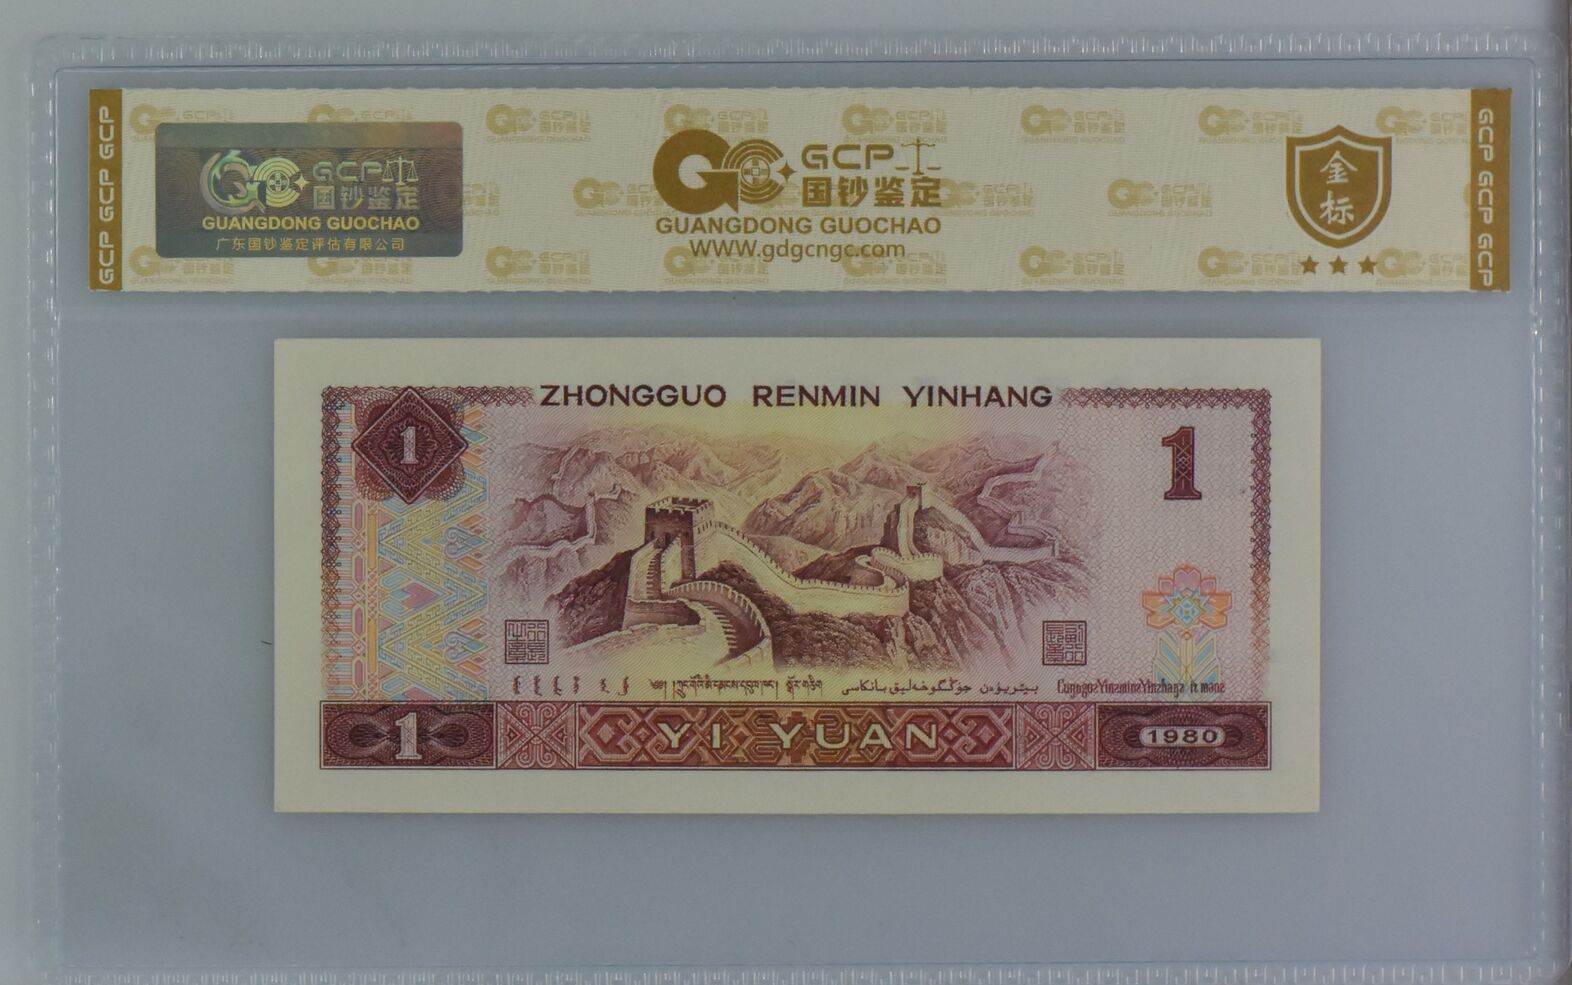 GCP GCP GCP
GCP
国钞鉴定
GUANGDONG GUOCHAO
广东国钞鉴定评估有限公司
GCP
国钞鉴定
GUANGDONG GUOCHAO
WWW.gdgcngc.com
金标
GCP GCP GCP
ZHONGGUO RENMIN YINHANG
1
1
1
YI YUAN
1980